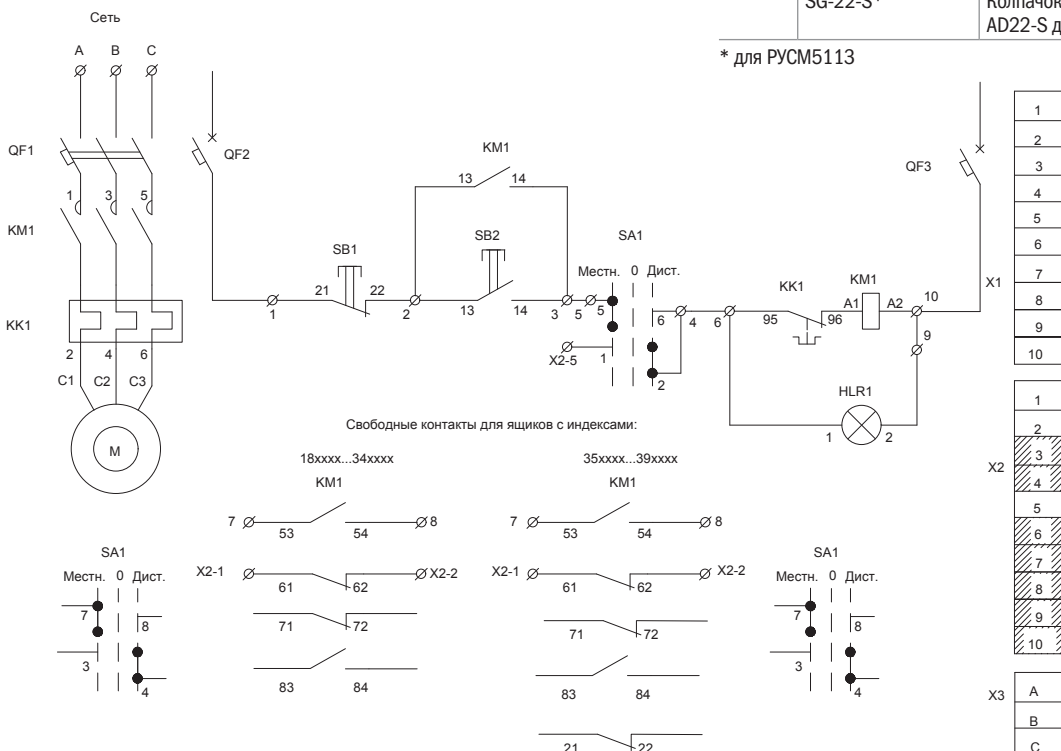 SG-22-S*
Колпачок
AD22-S д
* для РУСМ5113
Сеть
A B C
QF1
QF2
QF3
KM1
13 14
1 3 5
KM1
SB1
21 22
SB2
13 14
SA1
Местн. 0 Дист.
1
2
3
5
5
6
4
6
X2-5
1
2
KK1
95 96
KM1
A1 A2
10
9
HLR1
1 2
KK1
2 4 6
C1 C2 C3
M
Свободные контакты для ящиков с индексами:
18xxxx...34xxxx
KM1
7 53 54 8
X2-1 61 62 X2-2
71 72
83 84
35xxxx...39xxxx
KM1
7 53 54 8
X2-1 61 62 X2-2
71 72
83 84
21 22
SA1
Местн. 0 Дист.
7
8
3
4
SA1
Местн. 0 Дист.
7
8
3
4
X1
1
2
3
4
5
6
7
8
9
10
X2
1
2
3
4
5
6
7
8
9
10
X3
A
B
C